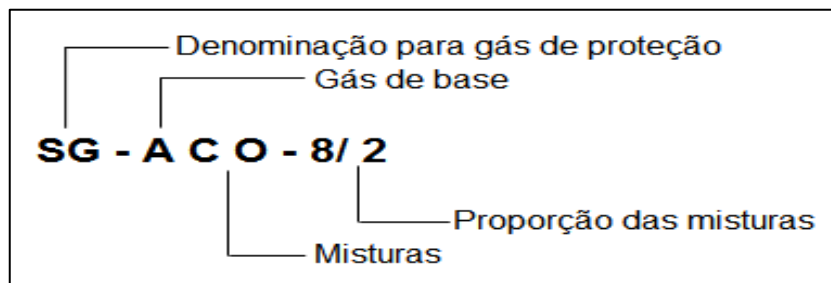 Denominação para gás de proteção
Gás de base
SG - A C O - 8/ 2
Proporção das misturas
Misturas